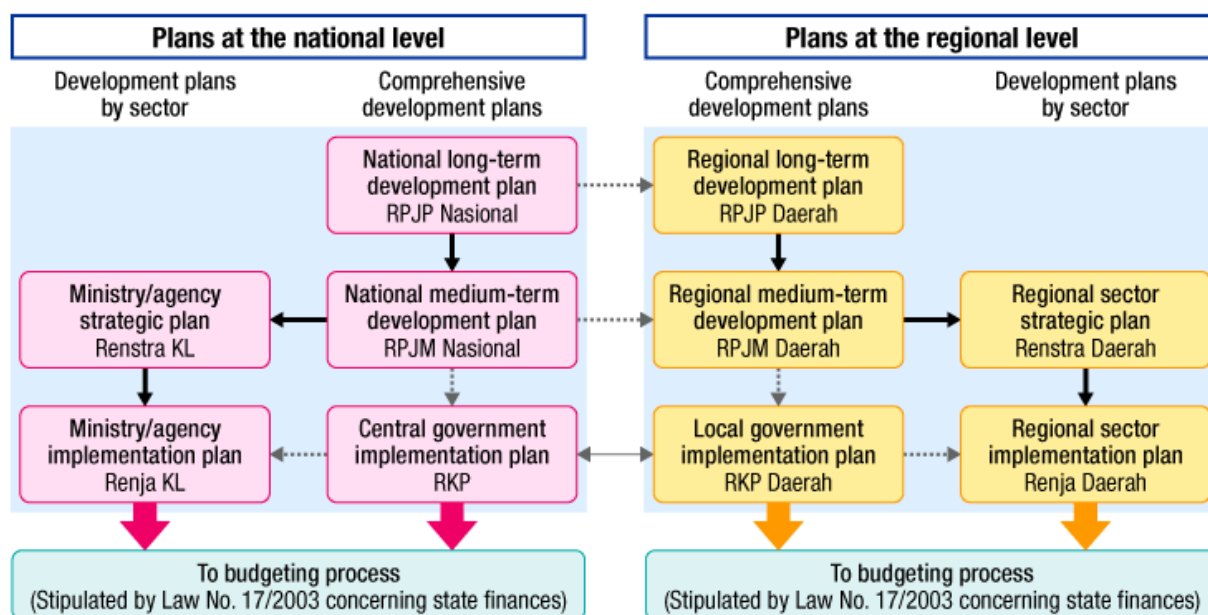 Plans at the national level
Plans at the regional level
Development plans
by sector
Comprehensive
development plans
Comprehensive
development plans
Development plans
by sector
National long-term
development plan
RPJP Nasional
Regional long-term
development plan
RPJP Daerah
Ministry/agency
strategic plan
Renstra KL
National medium-term
development plan
RPJM Nasional
Regional medium-term
development plan
RPJM Daerah
Regional sector
strategic plan
Renstra Daerah
Ministry/agency
implementation plan
Renja KL
Central government
implementation plan
RKP
Local government
implementation plan
RKP Daerah
Regional sector
implementation plan
Renja Daerah
To budgeting process
(Stipulated by Law No. 17/2003 concerning state finances)
To budgeting process
(Stipulated by Law No. 17/2003 concerning state finances)